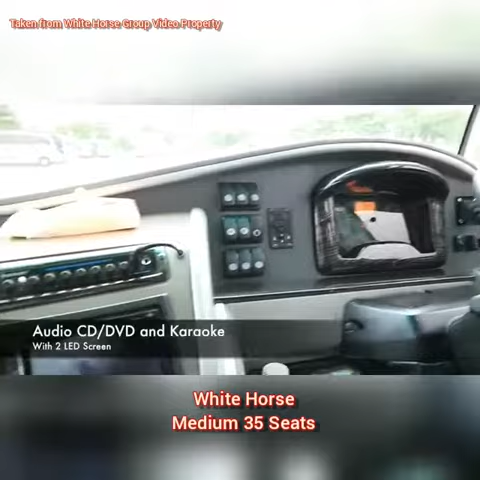 Taken from White Horse Group Video Property
Audio CD/DVD and Karaoke
With 2 LED Screen
White Horse
Medium 35 Seats